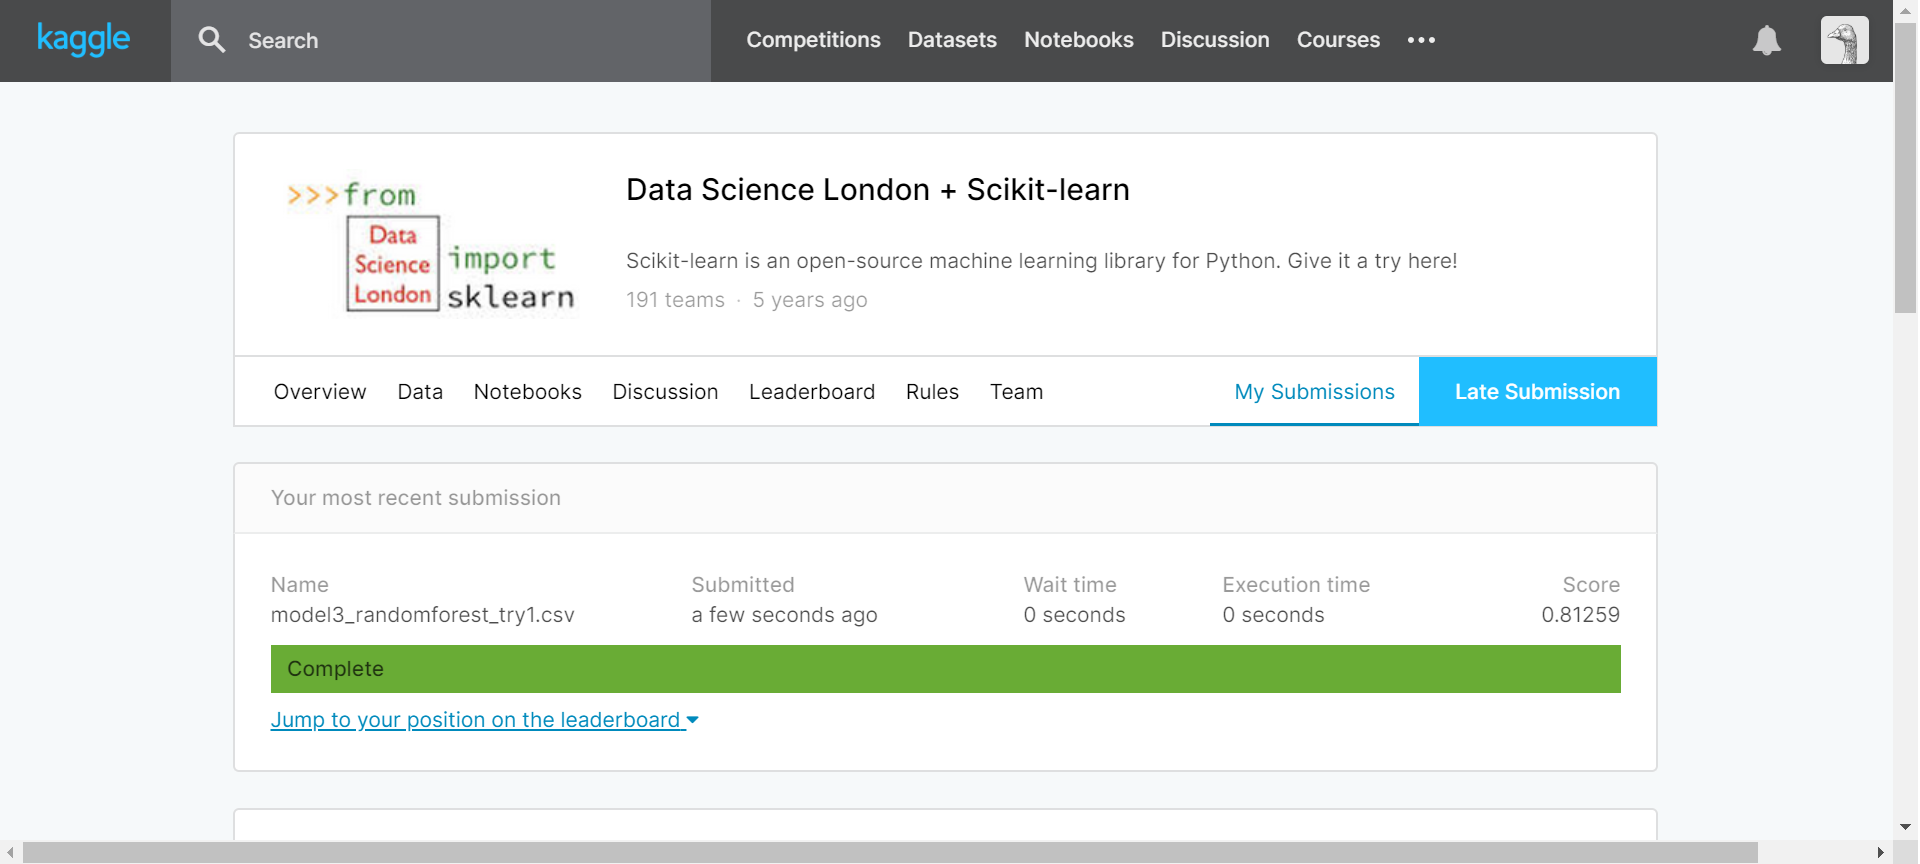 kaggle
Search
Competitions Datasets Notebooks Discussion Courses
>>>from
Data
Science
London
import
sklearn
Data Science London + Scikit-learn
Scikit-learn is an open-source machine learning library for Python. Give it a try here!
191 teams · 5 years ago
Overview Data Notebooks Discussion Leaderboard Rules Team My Submissions Late Submission
Your most recent submission
Name Submitted Wait time Execution time Score
model3_randomforest_try1.csv a few seconds ago 0 seconds 0 seconds 0.81259
Complete
Jump to your position on the leaderboard